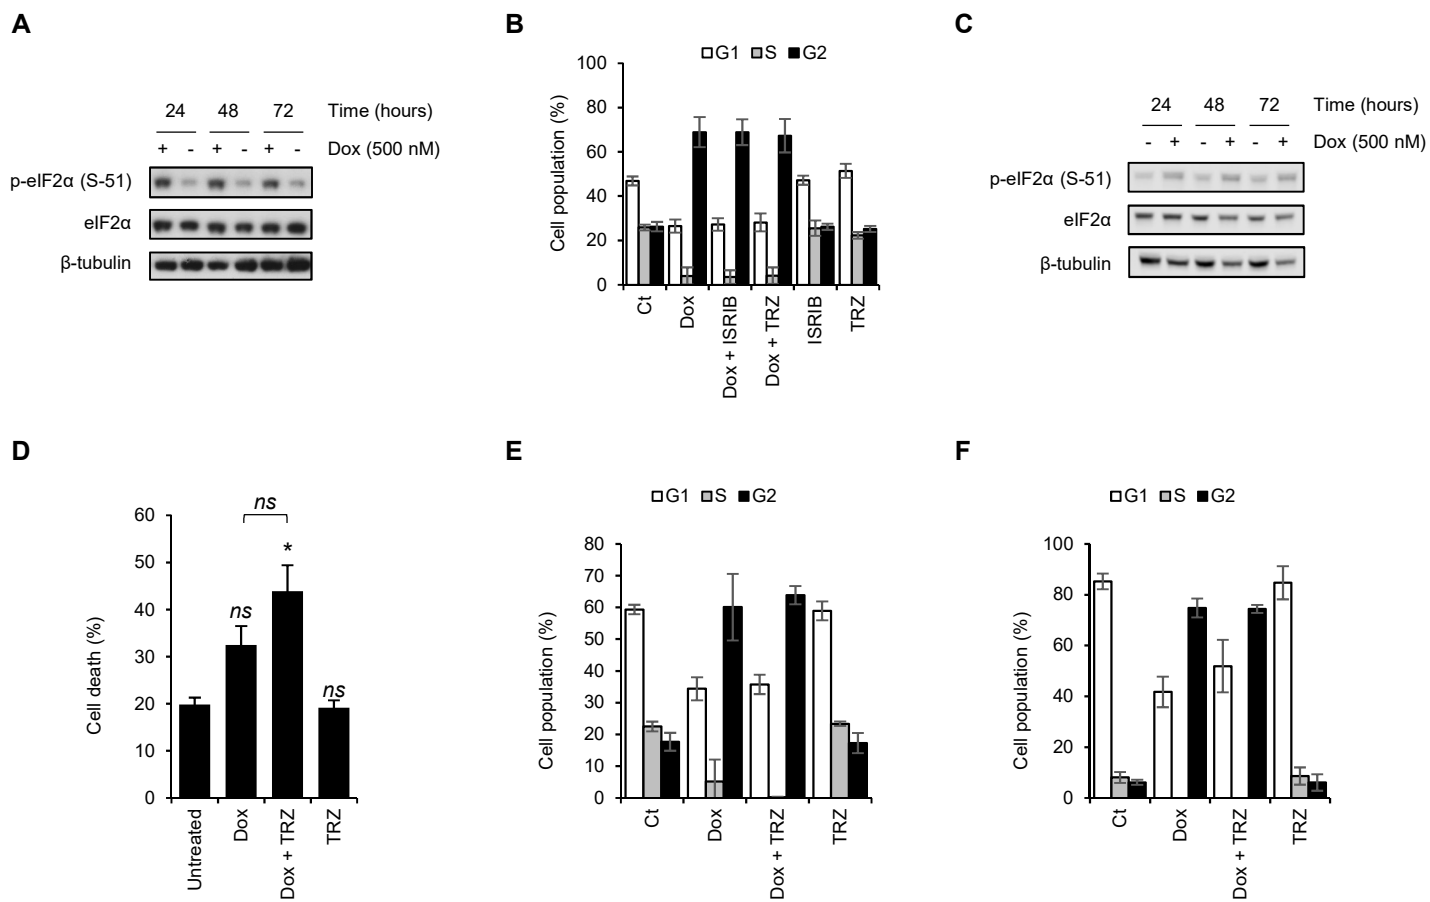 A
24 48 72 Time (hours)
+ - + - + - Dox (500 nM)
p-eIF2α (S-51)
eIF2α
β-tubulin
B
G1 S G2
Cell population (%)
100
80
60
40
20
0
Ct
Dox
Dox + ISRIB
Dox + TRZ
ISRIB
TRZ
C
24 48 72 Time (hours)
- + - + - + Dox (500 nM)
p-eIF2α (S-51)
eIF2α
β-tubulin
D
Cell death (%)
60
50
40
30
20
10
0
ns
ns
*
ns
Untreated
Dox
Dox + TRZ
TRZ
E
G1 S G2
Cell population (%)
80
70
60
50
40
30
20
10
0
Ct
Dox
Dox + TRZ
TRZ
F
G1 S G2
Cell population (%)
100
80
60
40
20
0
Ct
Dox
Dox + TRZ
TRZ